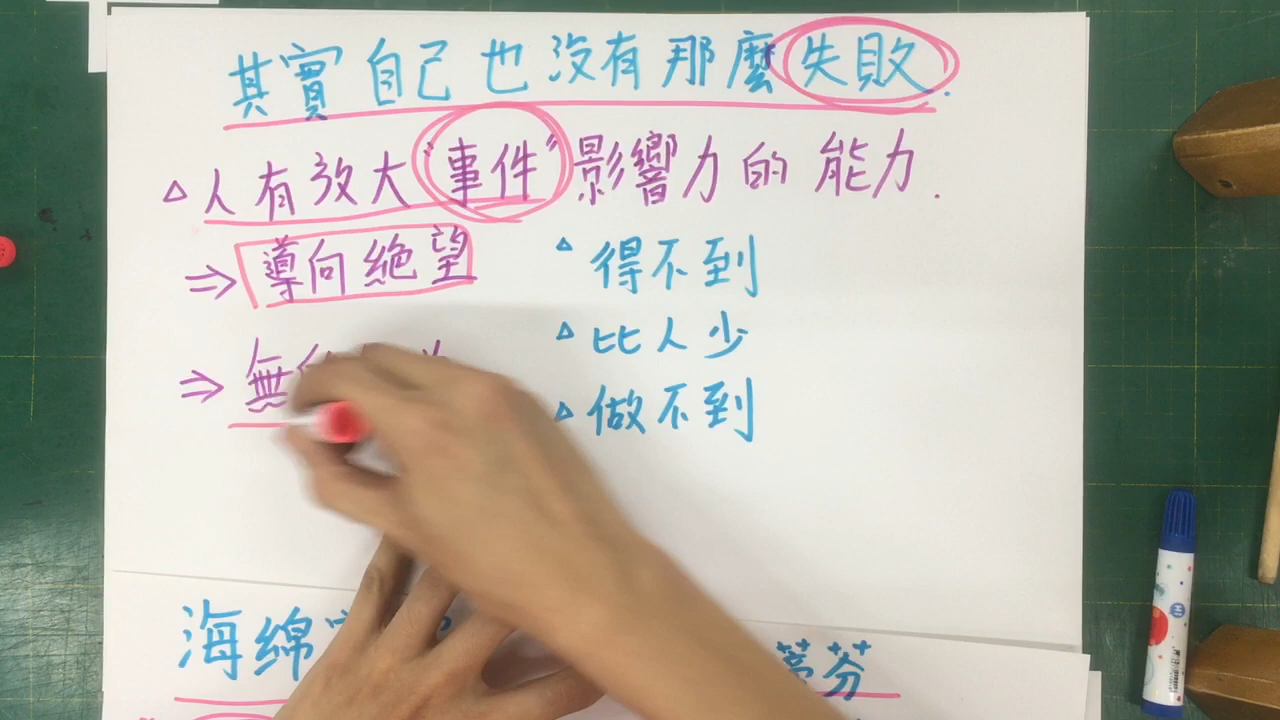 其實自己也沒有那麼失敗.
△人有放大"事件"影響力的能力.
⇒導向絕望
⇒無
△得不到
△比人少
△做不到
海綿
蒂芬